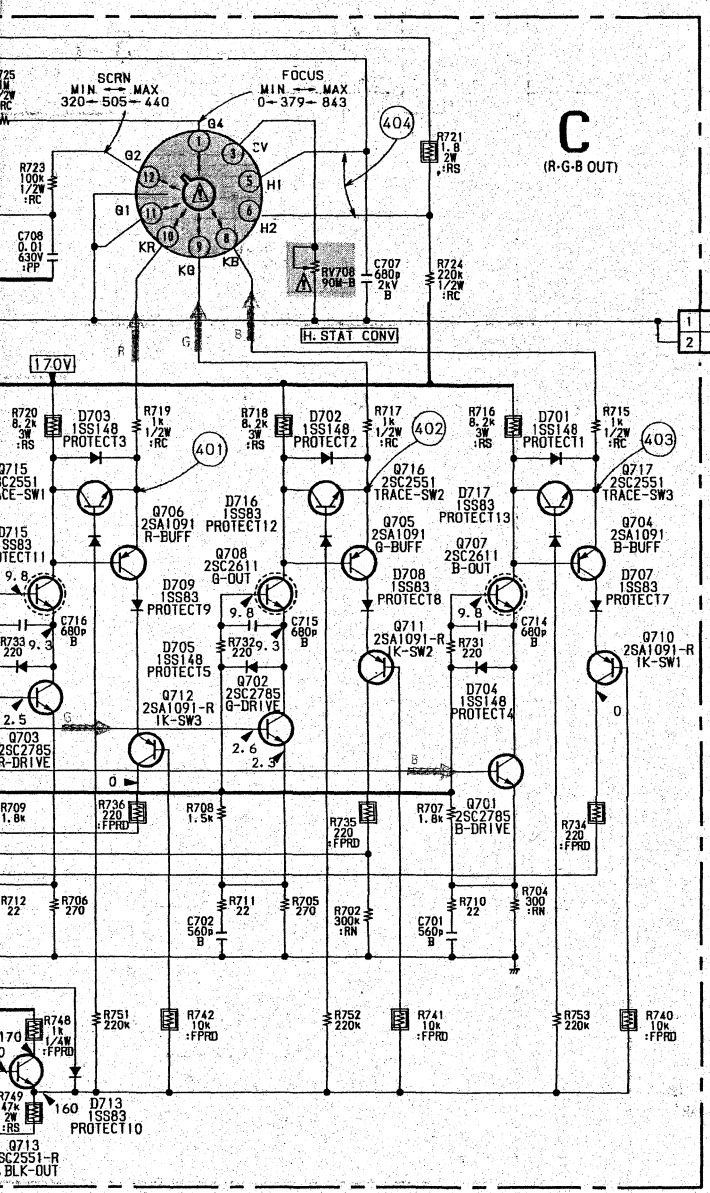 SCRN
MIN ↔ MAX
320 - 505 - 440
FOCUS
MIN ↔ MAX
0 - 379 - 843
404
R721
1.8
2W
:RS
C
(R·G·B OUT)
G4
1
3
CV
5
H1
6
H2
8
KB
9
KG
10
KR
11
G1
12
G2
R723
100k
1/2W
:RC
C708
0.01
630V
:PP
RV708
90M-B
C707
680p
2kV
B
R724
220k
1/2W
:RC
H. STAT CONV
1
2
R
G
B
170V
R720
8.2k
3W
:RS
D703
1SS148
PROTECT3
R719
1k
1/2W
:RC
401
R718
8.2k
3W
:RS
D702
1SS148
PROTECT2
R717
1k
1/2W
:RC
402
R716
8.2k
3W
:RS
D701
1SS148
PROTECT1
R715
1k
1/2W
:RC
403
Q706
2SA1091
R-BUFF
D716
1SS83
PROTECT12
Q708
2SC2611
G-OUT
Q716
2SC2551
TRACE-SW2
Q705
2SA1091
G-BUFF
D717
1SS83
PROTECT13
Q707
2SC2611
B-OUT
Q717
2SC2551
TRACE-SW3
Q704
2SA1091
B-BUFF
9.8
C716
680p
B
R733
220
9.3
D709
1SS83
PROTECT9
D705
1SS148
PROTECT5
9.8
R732
220
9.3
C715
680p
B
D708
1SS83
PROTECT8
Q711
2SA1091-R
IK-SW2
9.8
R731
220
C714
680p
B
D707
1SS83
PROTECT7
Q710
2SA1091-R
IK-SW1
0
2.5
Q703
2SC2785
R-DRIVE
G
Q712
2SA1091-R
IK-SW3
0
Q702
2SC2785
G-DRIVE
2.6
2.3
D704
1SS148
PROTECT4
B
Q701
2SC2785
B-DRIVE
R709
1.8k
R736
220
:FPRD
R708
1.5k
R735
220
:FPRD
R707
1.8k
R734
220
:FPRD
R712
22
R706
270
C702
560p
B
R711
22
R705
270
R702
300
:RN
C701
560p
B
R710
22
R704
300
:RN
R748
1k
1/4W
:FPRD
R751
220k
R742
10k
:FPRD
R752
220k
R741
10k
:FPRD
R753
220k
R740
10k
:FPRD
160
D713
1SS83
PROTECT10
Q713
BLK-OUT